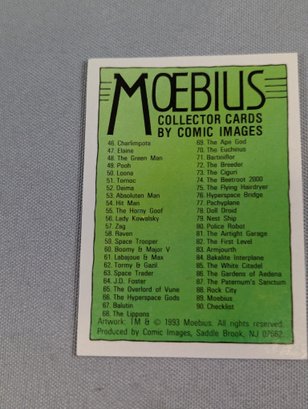 MŒBIUS
COLLECTOR CARDS
BY COMIC IMAGES
46. Charlimpota
47. Elaine
48. The Green Man
49. Pooh
50. Loona
51. Tornoc
52. Deima
53. Absoluten Man
54. Hit Man
55. The Horny Goof
56. Lady Kowalsky
57. Zag
58. Raven
59. Space Trooper
60. Boomy & Major V
61. Labajoue & Max
62. Tormy & Gazil
63. Space Trader
64. J.D. Foster
65. The Overlord of Vune
66. The Hyperspace Gods
67. Balutin
68. The Lippons
69. The Ape God
70. The Euchinus
71. Bartsniffor
72. The Breeder
73. The Ciguri
74. The Beetroot 2000
75. The Flying Hairdryer
76. Hyperspace Bridge
77. Pachyplane
78. Doll Droid
79. Nest Ship
80. Police Robot
81. The Airtight Garage
82. The First Level
83. Armjourth
84. Bakalite Interplane
85. The White Citadel
86. The Gardens of Aedena
87. The Paternum's Sanctum
88. Rock City
89. Moebius
90. Checklist
Artwork: TM & © 1993 Moebius. All rights reserved.
Produced by Comic Images, Saddle Brook, NJ 07662.